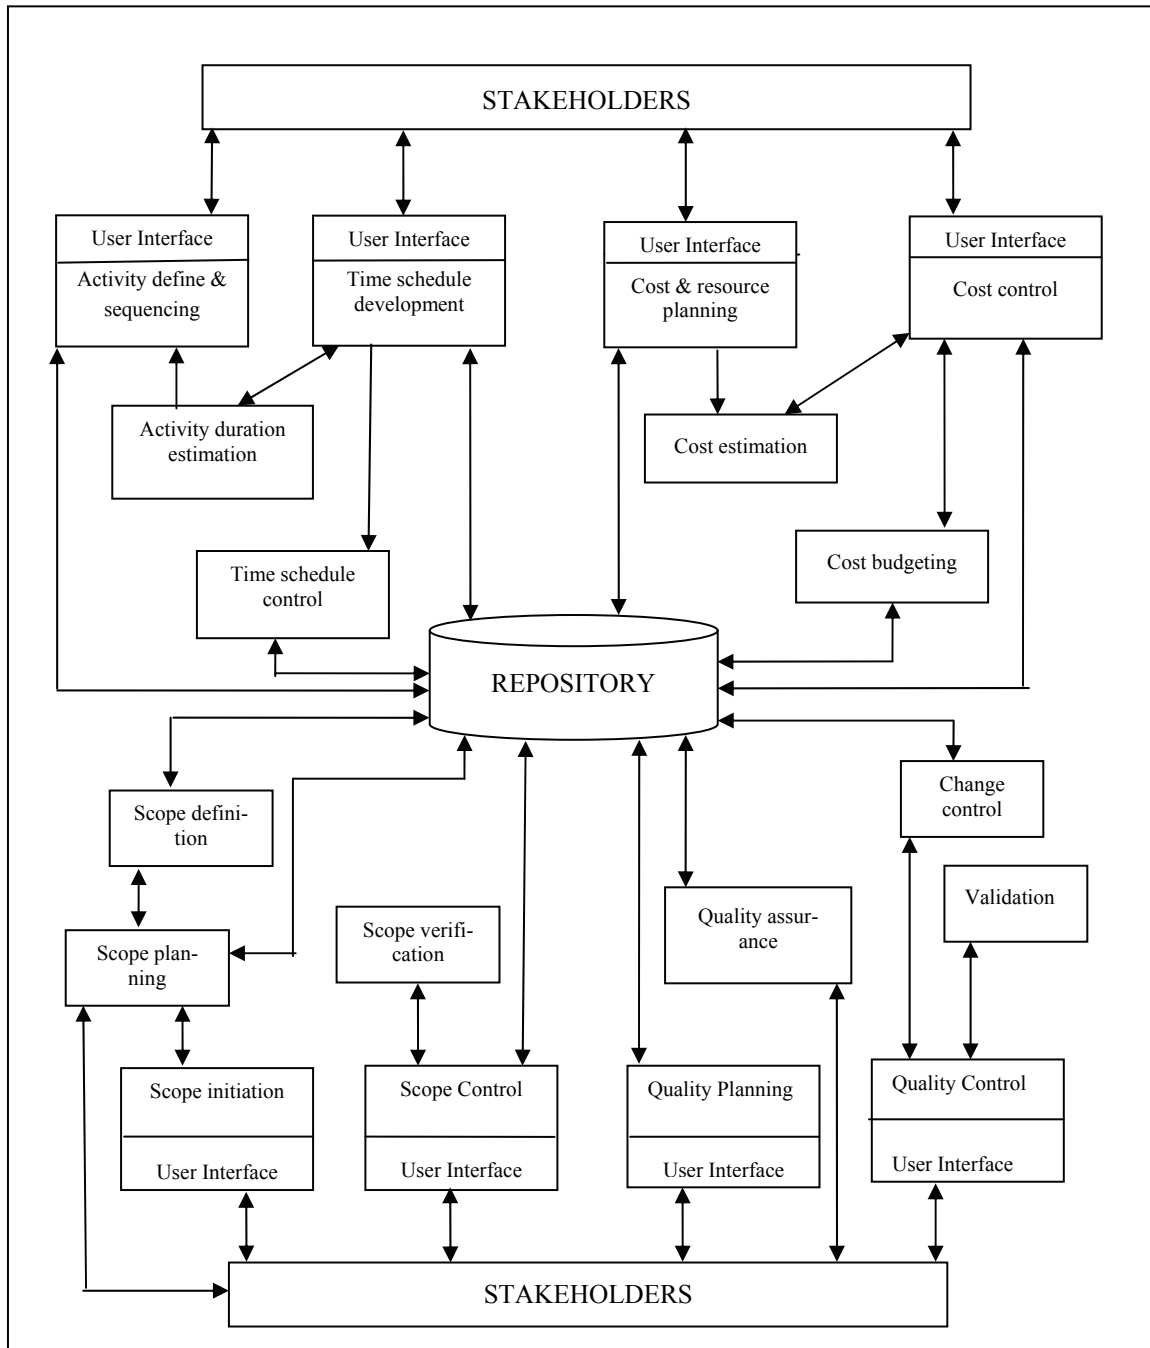 STAKEHOLDERS
User Interface
Activity define &
sequencing
User Interface
Time schedule
development
User Interface
Cost & resource
planning
User Interface
Cost control
Activity duration
estimation
Cost estimation
Time schedule
control
Cost budgeting
REPOSITORY
Scope defini-
tion
Change
control
Scope plan-
ning
Scope verifi-
cation
Quality assur-
ance
Validation
Scope initiation
User Interface
Scope Control
User Interface
Quality Planning
User Interface
Quality Control
User Interface
STAKEHOLDERS